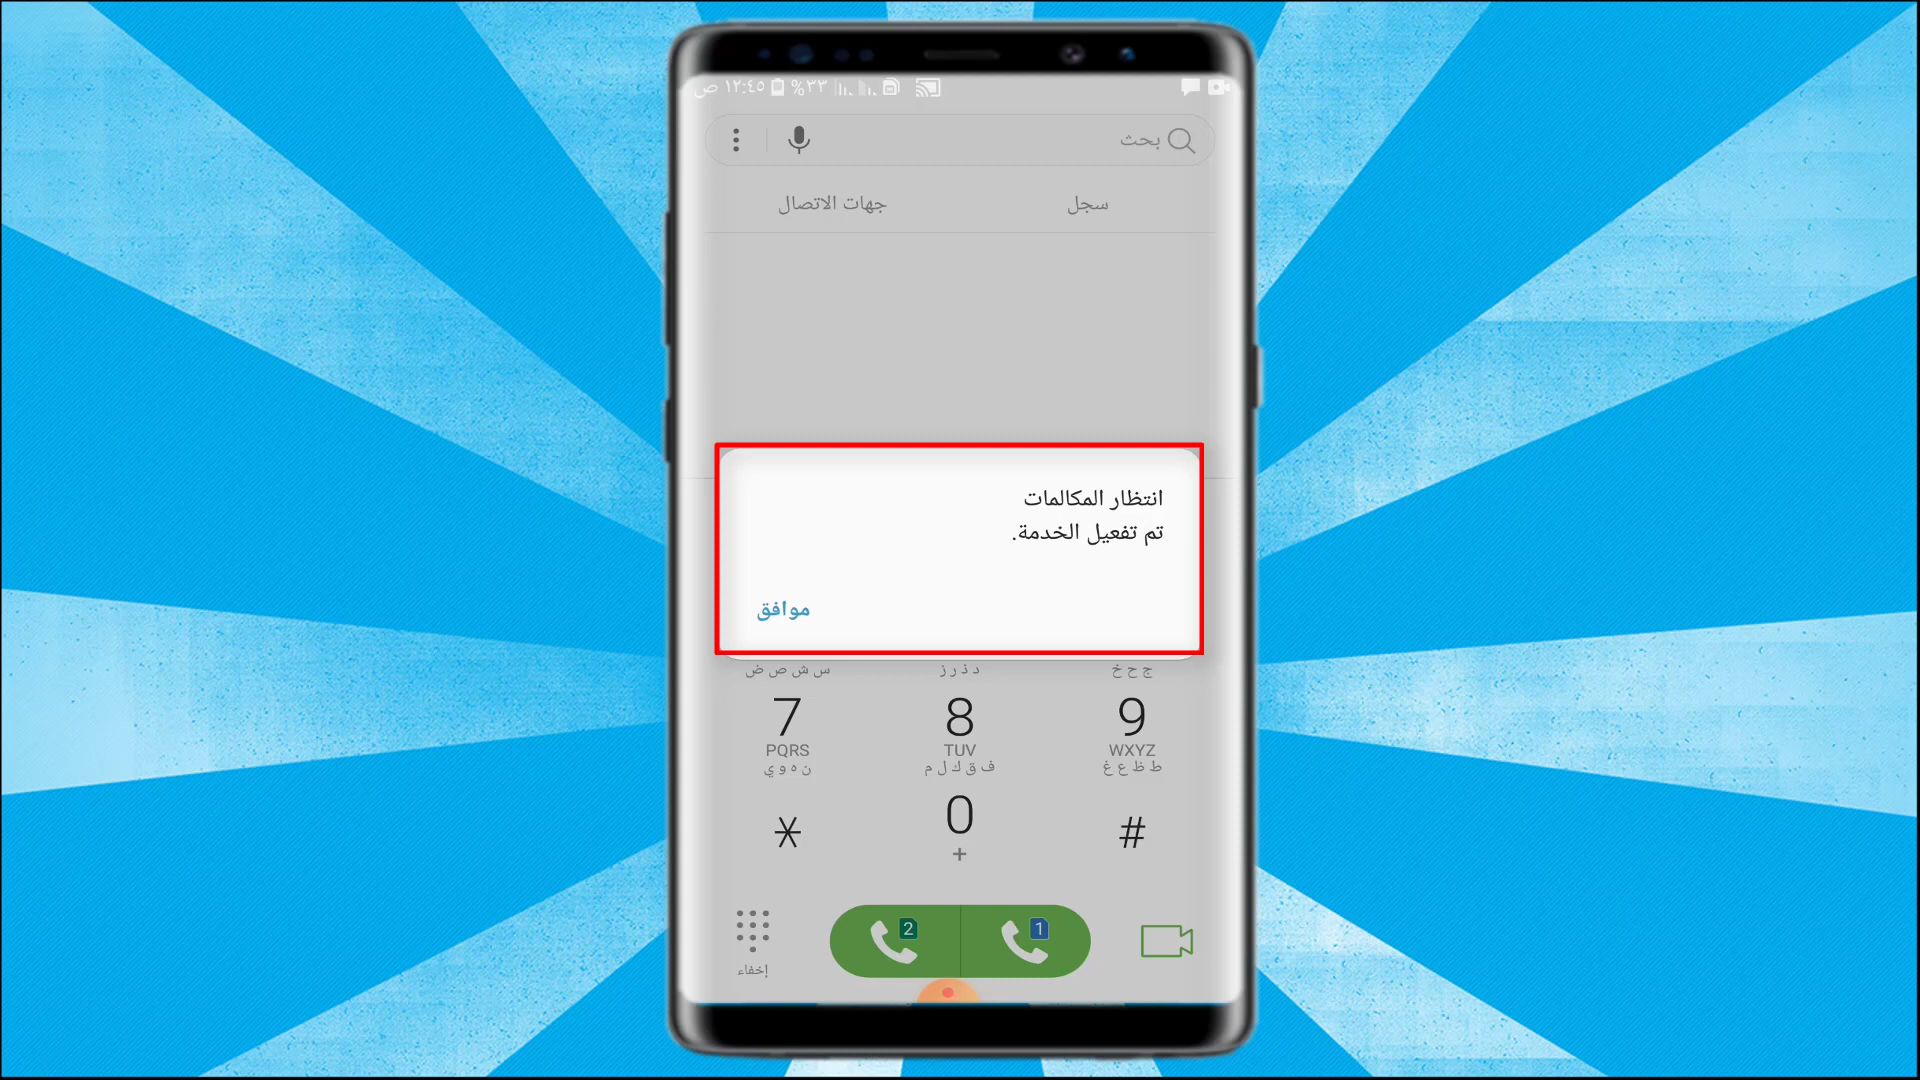 ١٢:٤٥ ص %٣٣
بحث
سجل جهات الاتصال
انتظار المكالمات
تم تفعيل الخدمة.
موافق
س ش ص ض د ذ ر ز ج ح خ
7 8 9
PQRS TUV WXYZ
ن ه و ي ف ق ك ل م ط ظ ع غ
* 0 #
+
2 1
إخفاء